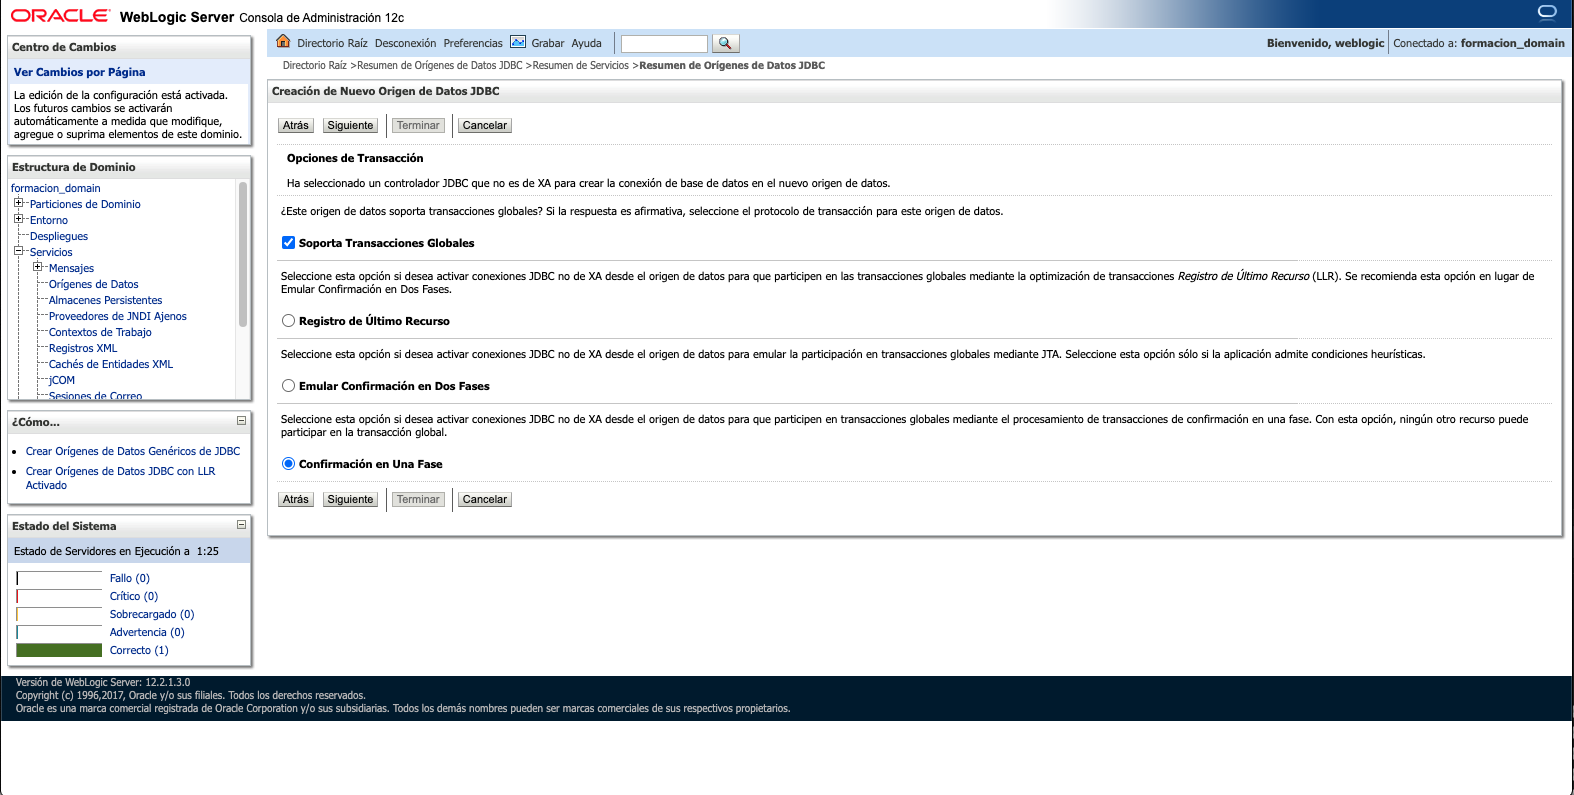 ORACLE WebLogic Server Consola de Administración 12c
Centro de Cambios
Ver Cambios por Página
La edición de la configuración está activada.
Los futuros cambios se activarán
automáticamente a medida que modifique,
agregue o suprima elementos de este dominio.
Estructura de Dominio
formacion_domain
Particiones de Dominio
Entorno
Despliegues
Servicios
Mensajes
Orígenes de Datos
Almacenes Persistentes
Proveedores de JNDI Ajenos
Contextos de Trabajo
Registros XML
Cachés de Entidades XML
jCOM
Sesiones de Correo
¿Cómo...
Crear Orígenes de Datos Genéricos de JDBC
Crear Orígenes de Datos JDBC con LLR
Activado
Estado del Sistema
Estado de Servidores en Ejecución a 1:25
Fallo (0)
Crítico (0)
Sobrecargado (0)
Advertencia (0)
Correcto (1)
Directorio Raíz Desconexión Preferencias Grabar Ayuda
Bienvenido, weblogic Conectado a: formacion_domain
Directorio Raíz >Resumen de Orígenes de Datos JDBC >Resumen de Servicios >Resumen de Orígenes de Datos JDBC
Creación de Nuevo Origen de Datos JDBC
Atrás Siguiente Terminar Cancelar
Opciones de Transacción
Ha seleccionado un controlador JDBC que no es de XA para crear la conexión de base de datos en el nuevo origen de datos.
¿Este origen de datos soporta transacciones globales? Si la respuesta es afirmativa, seleccione el protocolo de transacción para este origen de datos.
Soporta Transacciones Globales
Seleccione esta opción si desea activar conexiones JDBC no de XA desde el origen de datos para que participen en las transacciones globales mediante la optimización de transacciones Registro de Último Recurso (LLR). Se recomienda esta opción en lugar de
Emular Confirmación en Dos Fases.
Registro de Último Recurso
Seleccione esta opción si desea activar conexiones JDBC no de XA desde el origen de datos para emular la participación en transacciones globales mediante JTA. Seleccione esta opción sólo si la aplicación admite condiciones heurísticas.
Emular Confirmación en Dos Fases
Seleccione esta opción si desea activar conexiones JDBC no de XA desde el origen de datos para que participen en transacciones globales mediante el procesamiento de transacciones de confirmación en una fase. Con esta opción, ningún otro recurso puede
participar en la transacción global.
Confirmación en Una Fase
Atrás Siguiente Terminar Cancelar
Versión de WebLogic Server: 12.2.1.3.0
Copyright (c) 1996,2017, Oracle y/o sus filiales. Todos los derechos reservados.
Oracle es una marca comercial registrada de Oracle Corporation y/o sus subsidiarias. Todos los demás nombres pueden ser marcas comerciales de sus respectivos propietarios.